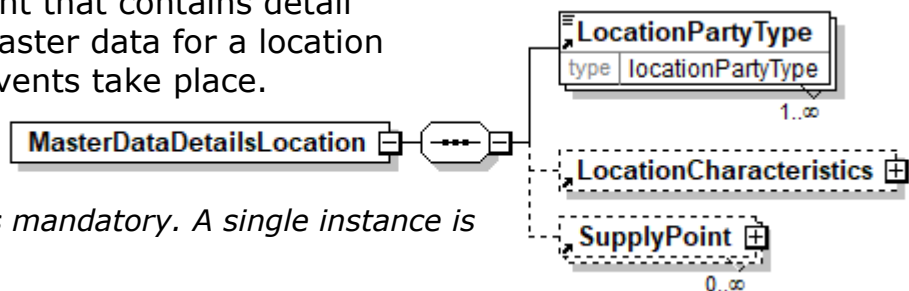 nt that contains detail
aster data for a location
vents take place.
LocationPartyType
type locationPartyType
1..∞
MasterDataDetailsLocation
LocationCharacteristics
s mandatory. A single instance is
SupplyPoint
0..∞